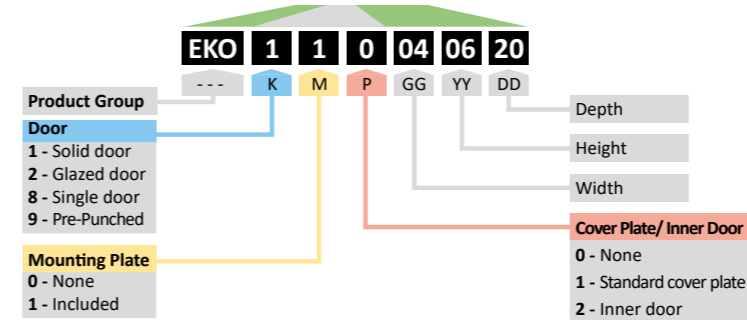 EKO 1 1 0 04 06 20
--- K M P GG YY DD
Product Group
Door
1 - Solid door
2 - Glazed door
8 - Single door
9 - Pre-Punched
Mounting Plate
0 - None
1 - Included
Depth
Height
Width
Cover Plate/ Inner Door
0 - None
1 - Standard cover plate
2 - Inner door